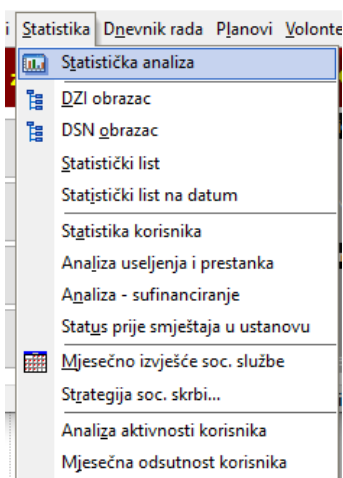 i Statistika Dnevnik rada Planovi Volonte
Statistička analiza
DZI obrazac
DSN obrazac
Statistički list
Statistički list na datum
Statistika korisnika
Analiza useljenja i prestanka
Analiza - sufinanciranje
Status prije smještaja u ustanovu
Mjesečno izvješće soc. službe
Strategija soc. skrbi...
Analiza aktivnosti korisnika
Mjesečna odsutnost korisnika